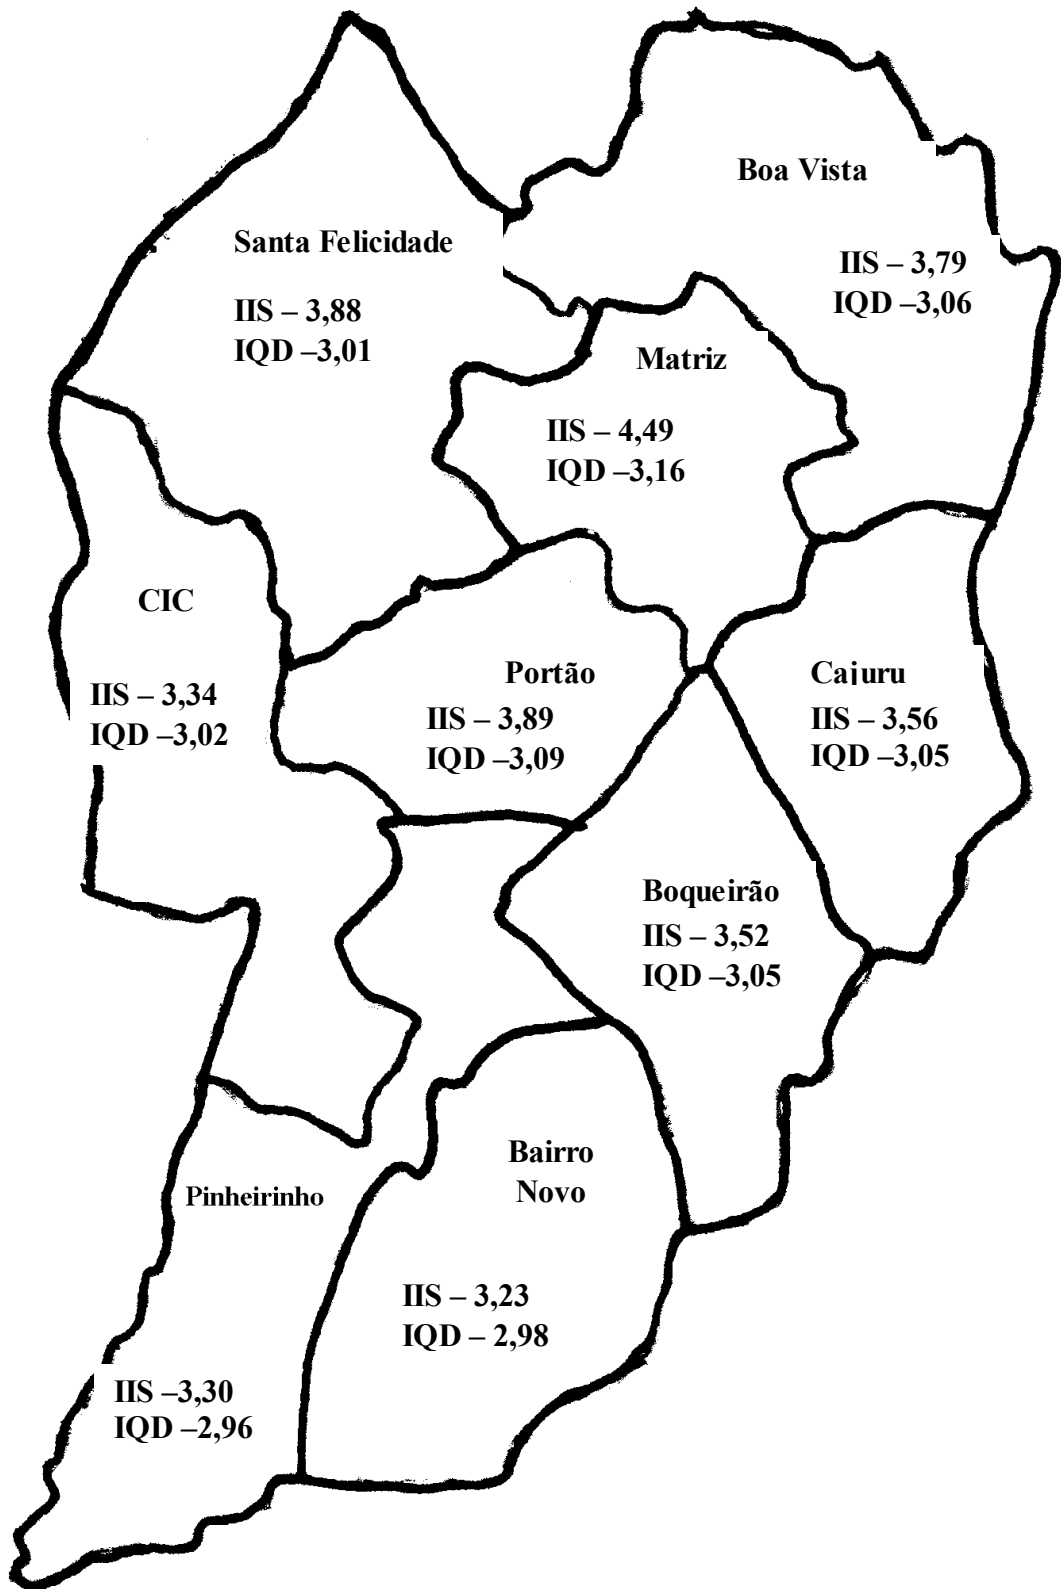 Boa Vista
IIS – 3,79
IQD –3,06
Santa Felicidade
IIS – 3,88
IQD –3,01
Matriz
IIS – 4,49
IQD –3,16
CIC
IIS – 3,34
IQD –3,02
Portão
IIS – 3,89
IQD –3,09
Cajuru
IIS – 3,56
IQD –3,05
Boqueirão
IIS – 3,52
IQD –3,05
Bairro
Novo
IIS – 3,23
IQD – 2,98
Pinheirinho
IIS –3,30
IQD –2,96